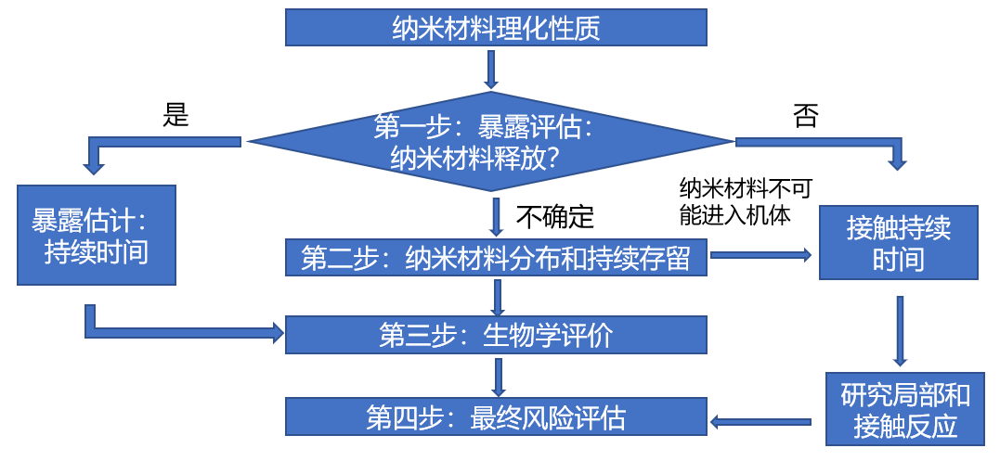 纳米材料理化性质
是
第一步：暴露评估：
纳米材料释放？
否
暴露估计：
持续时间
不确定
纳米材料不可
能进入机体
接触持续
时间
第二步：纳米材料分布和持续存留
第三步：生物学评价
第四步：最终风险评估
研究局部和
接触反应